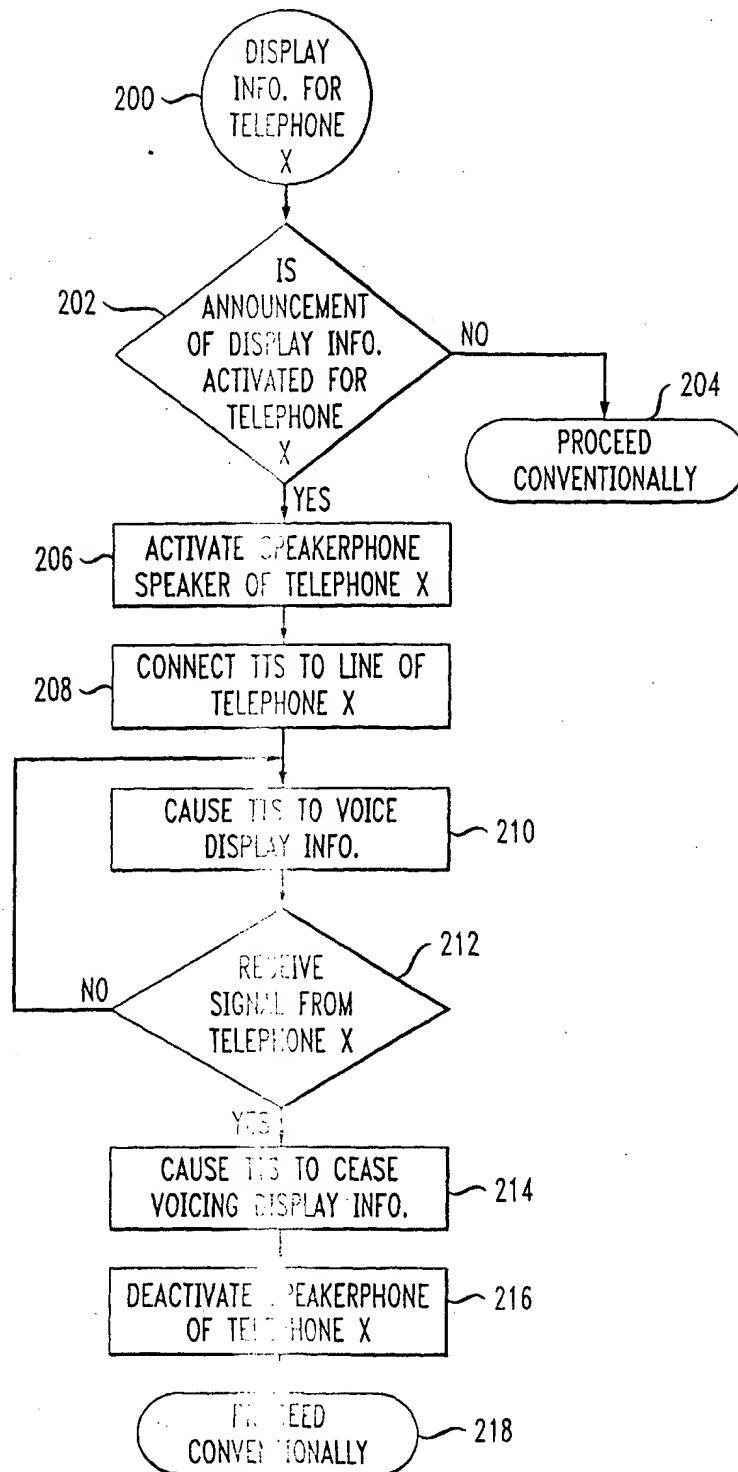 DISPLAY
INFO. FOR
TELEPHONE
X
200
IS
ANNOUNCEMENT
OF DISPLAY INFO.
ACTIVATED FOR
TELEPHONE
X
202
NO
204
PROCEED
CONVENTIONALLY
YES
206
ACTIVATE SPEAKERPHONE
SPEAKER OF TELEPHONE X
208
CONNECT TTS TO LINE OF
TELEPHONE X
CAUSE TTS TO VOICE
DISPLAY INFO.
210
212
RECEIVE
SIGNAL FROM
TELEPHONE X
NO
YES
CAUSE TTS TO CEASE
VOICING DISPLAY INFO.
214
DEACTIVATE SPEAKERPHONE
OF TELEPHONE X
216
PROCEED
CONVENTIONALLY
218